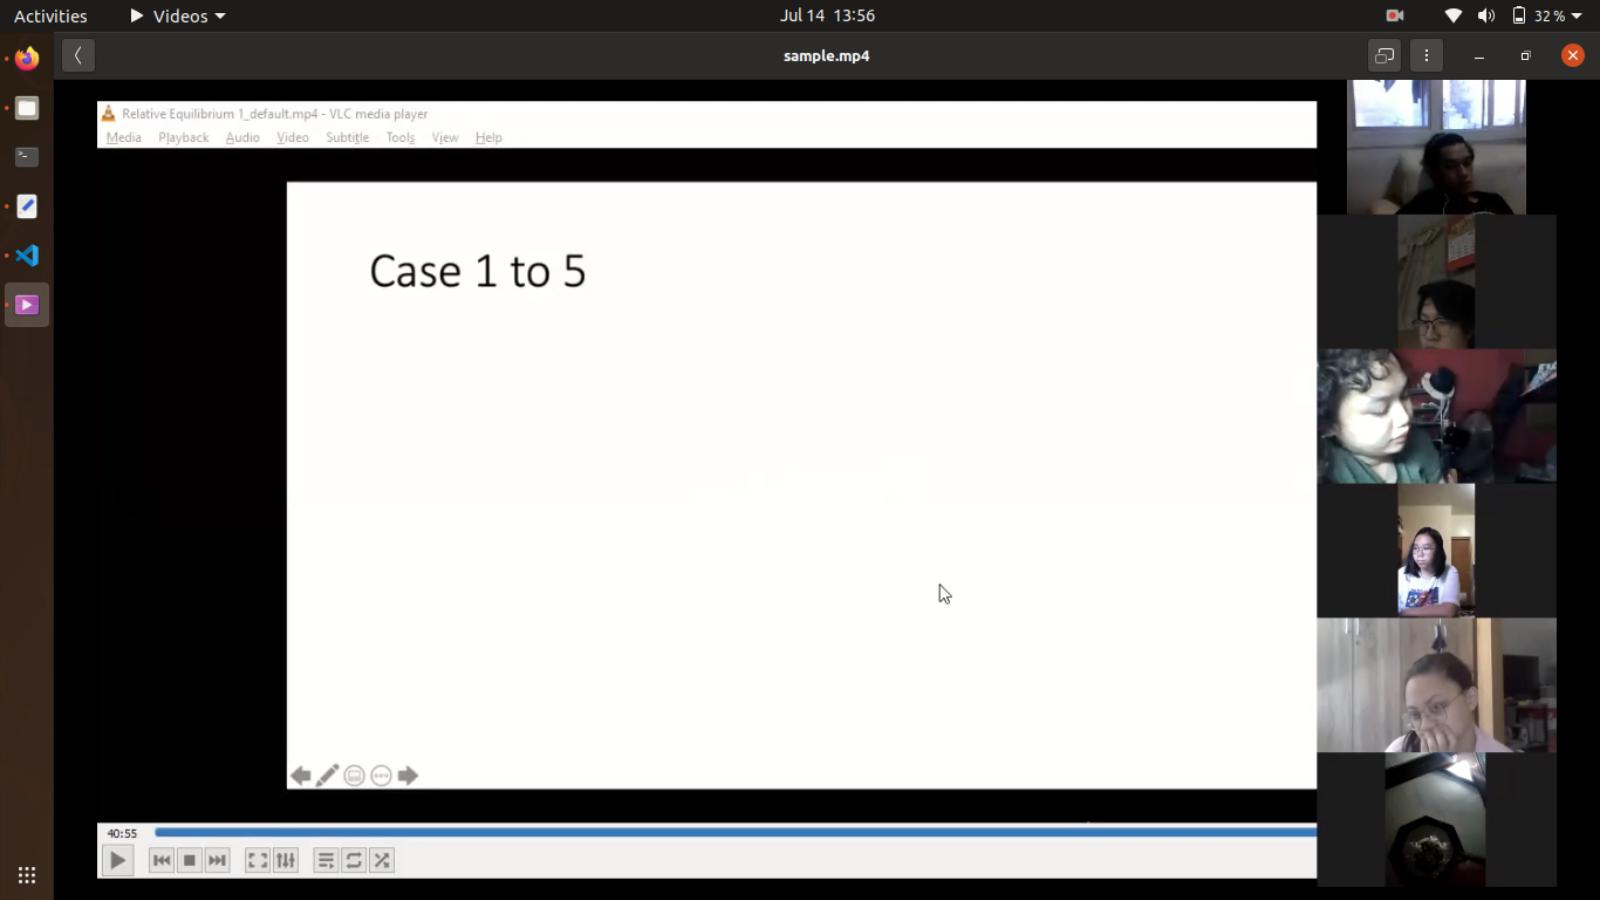 Activities
Videos
Jul 14 13:56
32 %
sample.mp4
Relative Equilibrium 1_default.mp4 - VLC media player
Media Playback Audio Video Subtitle Tools View Help
Case 1 to 5
40:55